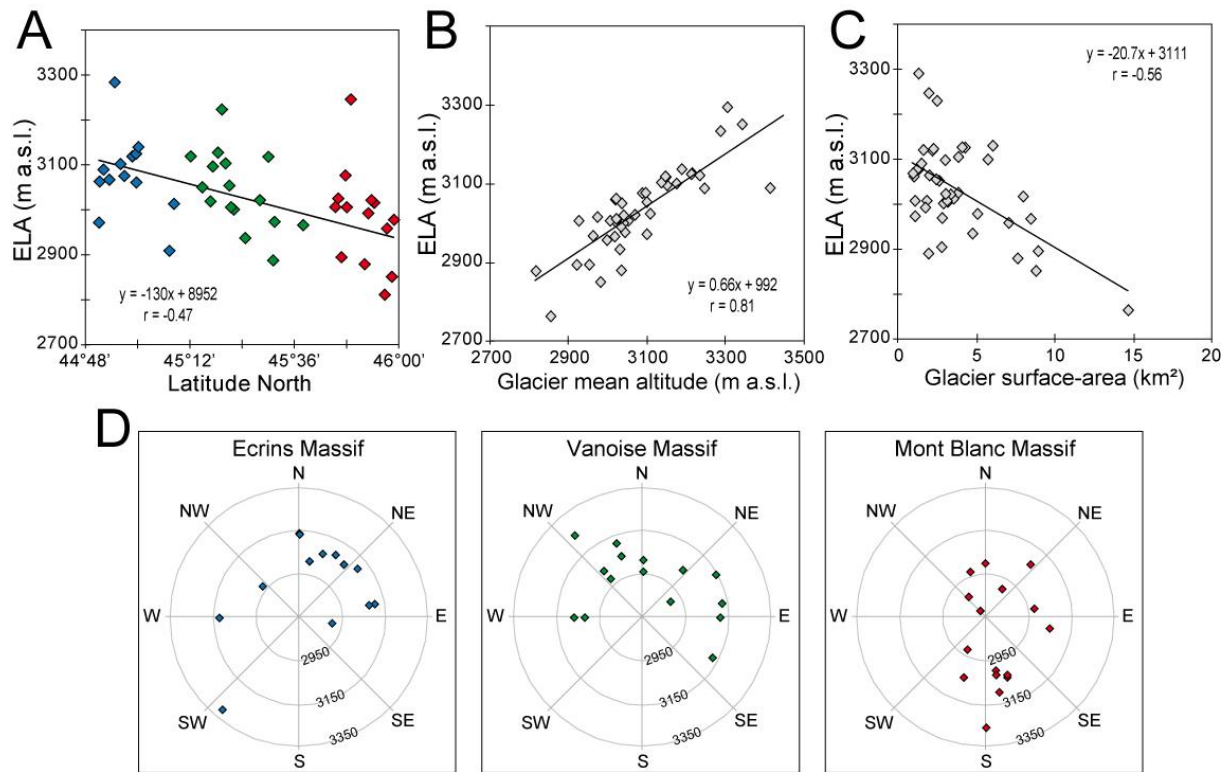 A
B
C
3300
3100
2900
2700
ELA (m a.s.l.)
y = -130x + 8952
r = -0.47
44°48'
45°12'
45°36'
46°00'
Latitude North
3300
3100
2900
2700
ELA (m a.s.l.)
y = 0.66x + 992
r = 0.81
2700
2900
3100
3300
3500
Glacier mean altitude (m a.s.l.)
y = -20.7x + 3111
r = -0.56
3300
3100
2900
2700
ELA (m a.s.l.)
0
5
10
15
20
Glacier surface-area (km²)
D
Ecrins Massif
N
NW
NE
W
E
2950
3150
3350
SW
SE
S
Vanoise Massif
N
NW
NE
W
E
2950
3150
3350
SW
SE
S
Mont Blanc Massif
N
NW
NE
W
E
2950
3150
3350
SW
SE
S